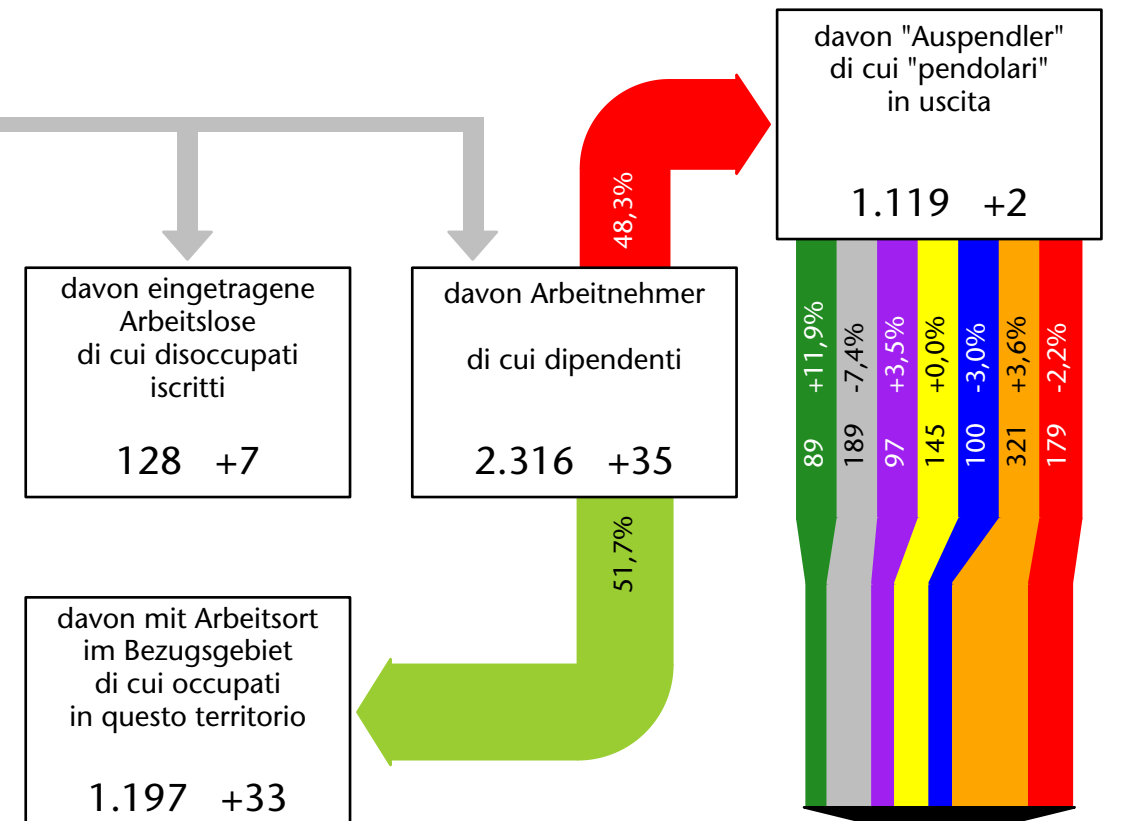 davon "Auspendler"
di cui "pendolari"
in uscita
1.119 +2
48,3%
davon eingetragene
Arbeitslose
di cui disoccupati
iscritti
128 +7
davon Arbeitnehmer
di cui dipendenti
2.316 +35
89 +11,9%
189 -7,4%
97 +3,5%
145 +0,0%
100 -3,0%
321 +3,6%
179 -2,2%
51,7%
davon mit Arbeitsort
im Bezugsgebiet
di cui occupati
in questo territorio
1.197 +33